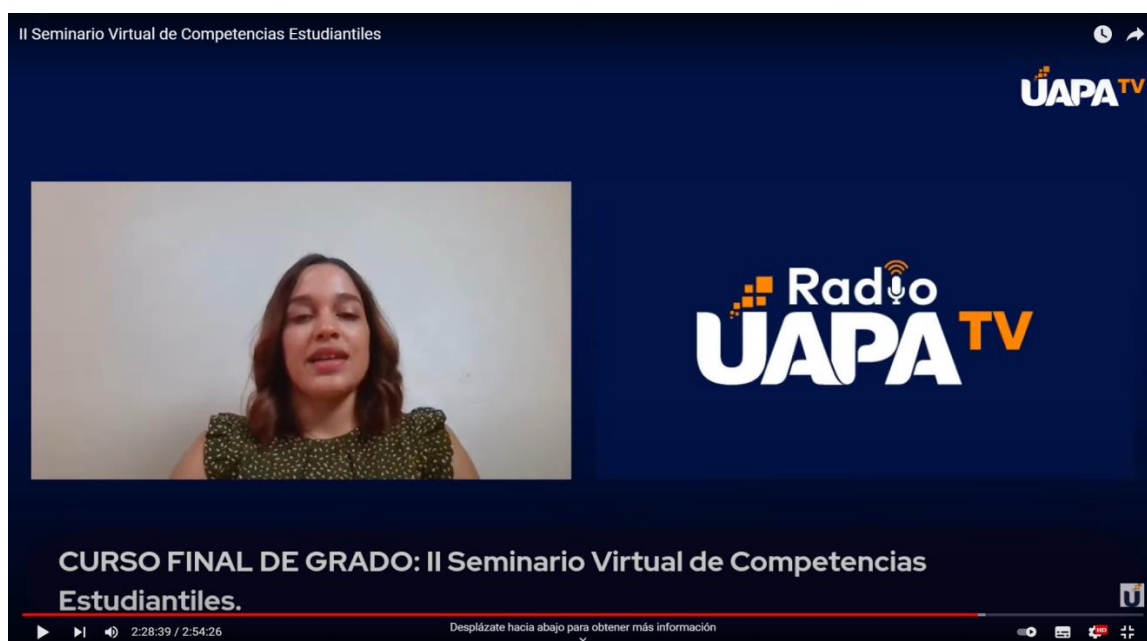 II Seminario Virtual de Competencias Estudiantiles
UAPA TV
Radio
UAPA TV
CURSO FINAL DE GRADO: II Seminario Virtual de Competencias
Estudiantiles.
2:28:39 / 2:54:26
Desplázate hacia abajo para obtener más información
HD